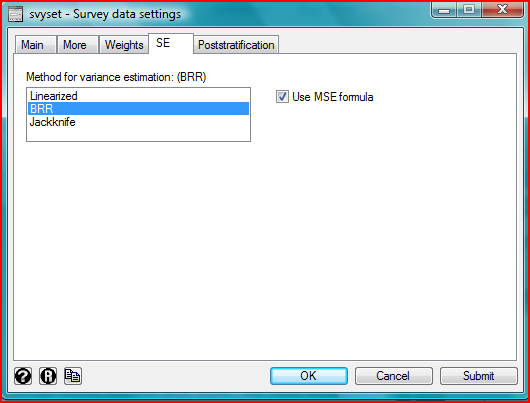 svyset - Survey data settings
Main More Weights SE Poststratification
Method for variance estimation: (BRR)
Linearized
BRR
Jackknife
Use MSE formula
? R
OK Cancel Submit